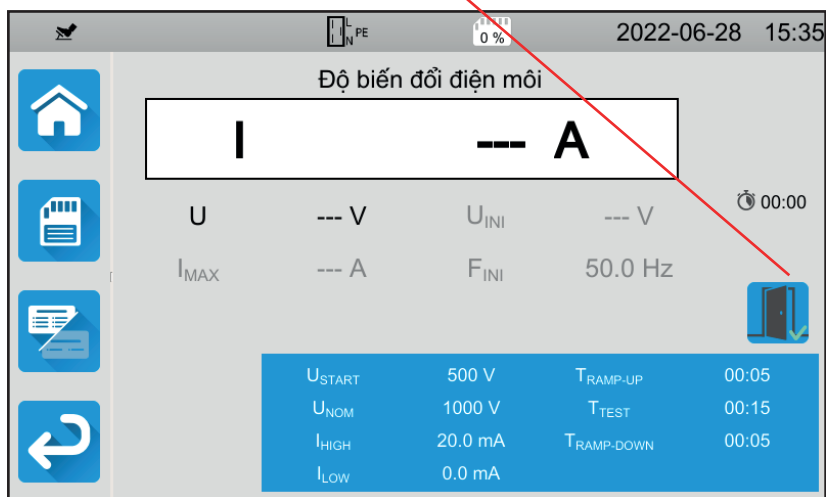 L N PE 0 % 2022-06-28 15:35
Độ biến đổi điện môi
I --- A
U --- V UINI --- V 00:00
IMAX --- A FINI 50.0 Hz
USTART 500 V TRAMP-UP 00:05
UNOM 1000 V TTEST 00:15
IHIGH 20.0 mA TRAMP-DOWN 00:05
ILOW 0.0 mA